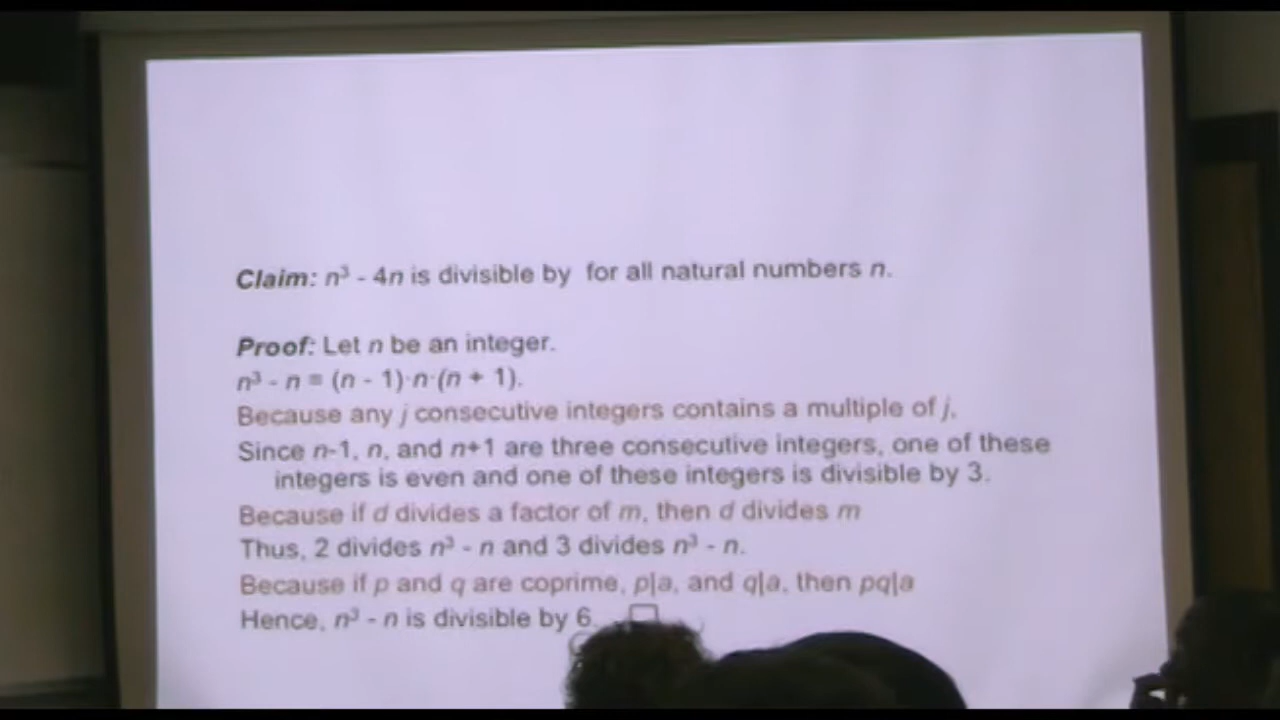 Claim: n³ - 4n is divisible by for all natural numbers n.
Proof: Let n be an integer.
n³ - n = (n - 1)·n·(n + 1).
Because any j consecutive integers contains a multiple of j,
Since n-1, n, and n+1 are three consecutive integers, one of these
integers is even and one of these integers is divisible by 3.
Because if d divides a factor of m, then d divides m
Thus, 2 divides n³ - n and 3 divides n³ - n.
Because if p and q are coprime, p|a, and q|a, then pq|a
Hence, n³ - n is divisible by 6. □